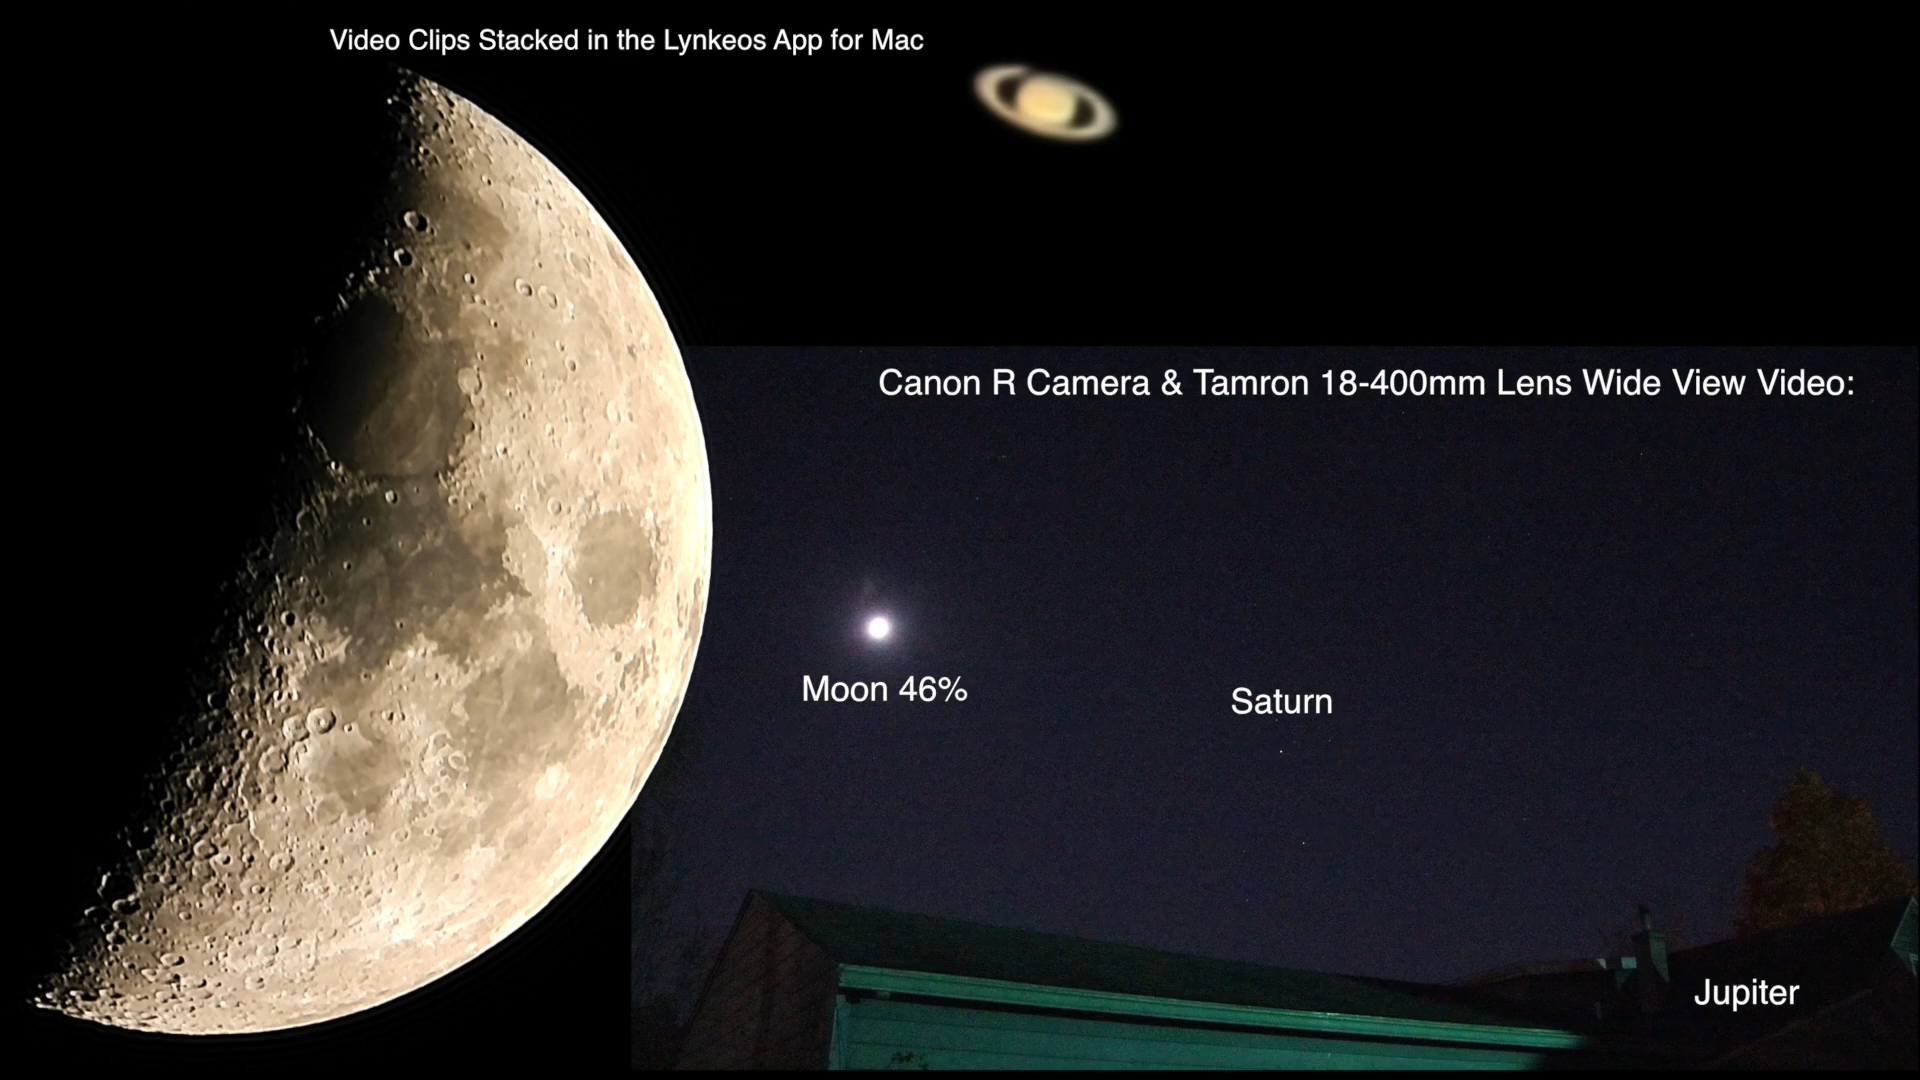 Video Clips Stacked in the Lynkeos App for Mac
Canon R Camera & Tamron 18-400mm Lens Wide View Video:
Moon 46%
Saturn
Jupiter